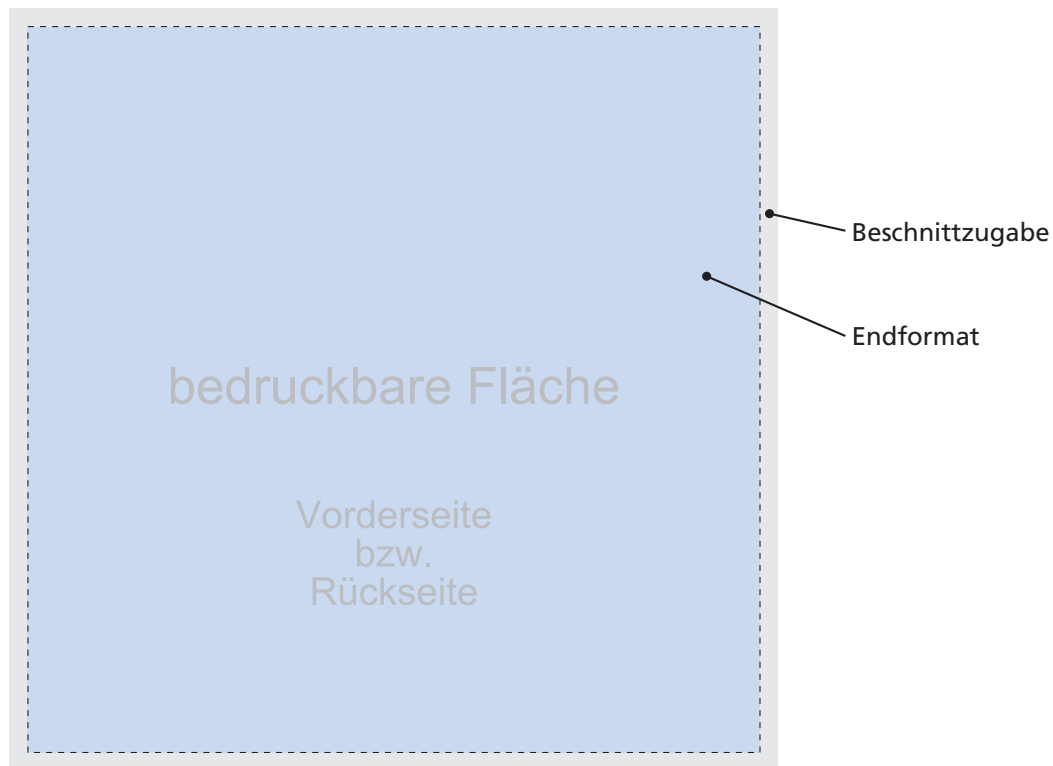 Beschnittzugabe
Endformat
bedruckbare Fläche
Vorderseite
bzw.
Rückseite